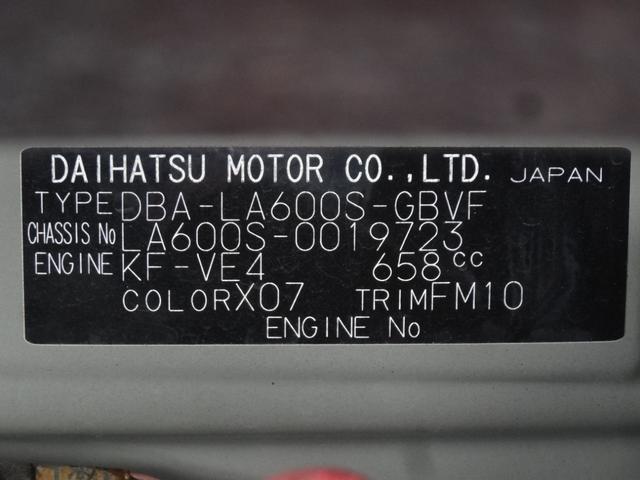 DAIHATSU MOTOR CO.,LTD. JAPAN
TYPE DBA-LA600S-GBVF
CHASSIS No LA600S-0019723
ENGINE KF-VE4 658cc
COLOR X07 TRIM FM10
ENGINE No